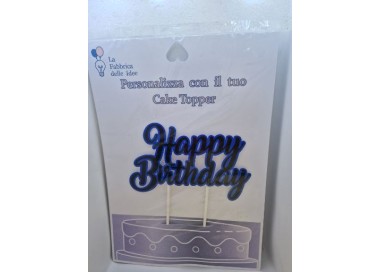 La
Fabbrica
delle idee
Personalizza con il tuo
Cake Topper
Happy
Birthday